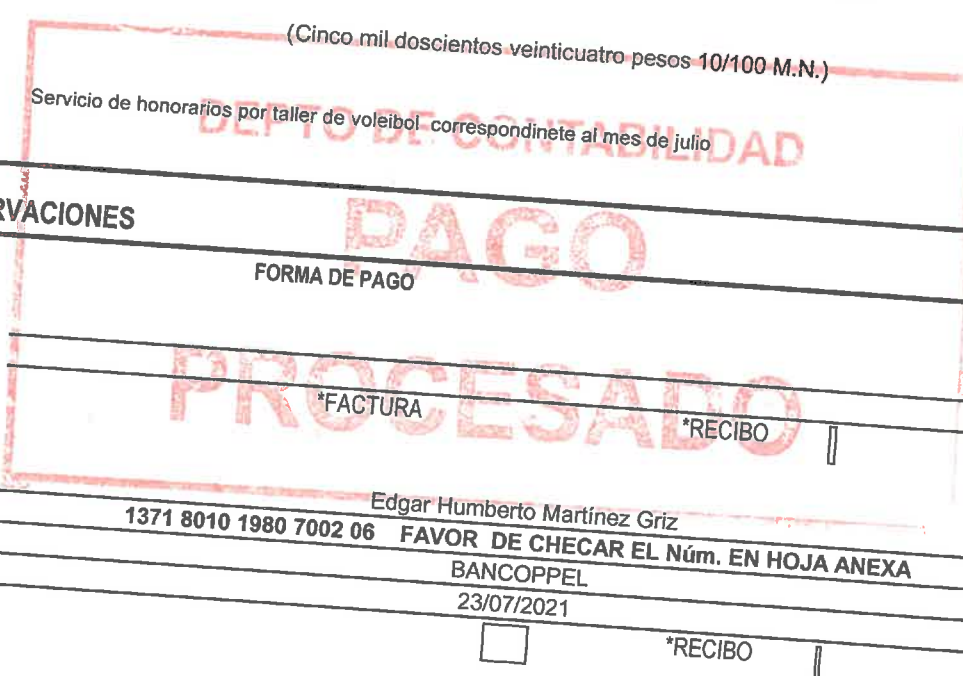 (Cinco mil doscientos veinticuatro pesos 10/100 M.N.)
Servicio de honorarios por taller de voleibol correspondinete al mes de julio
DEPTO DE CONTABILIDAD
RVACIONES
PAGO
FORMA DE PAGO
PROCESADO
*FACTURA
*RECIBO
Edgar Humberto Martínez Griz
1371 8010 1980 7002 06 FAVOR DE CHECAR EL Núm. EN HOJA ANEXA
BANCOPPEL
23/07/2021
*RECIBO